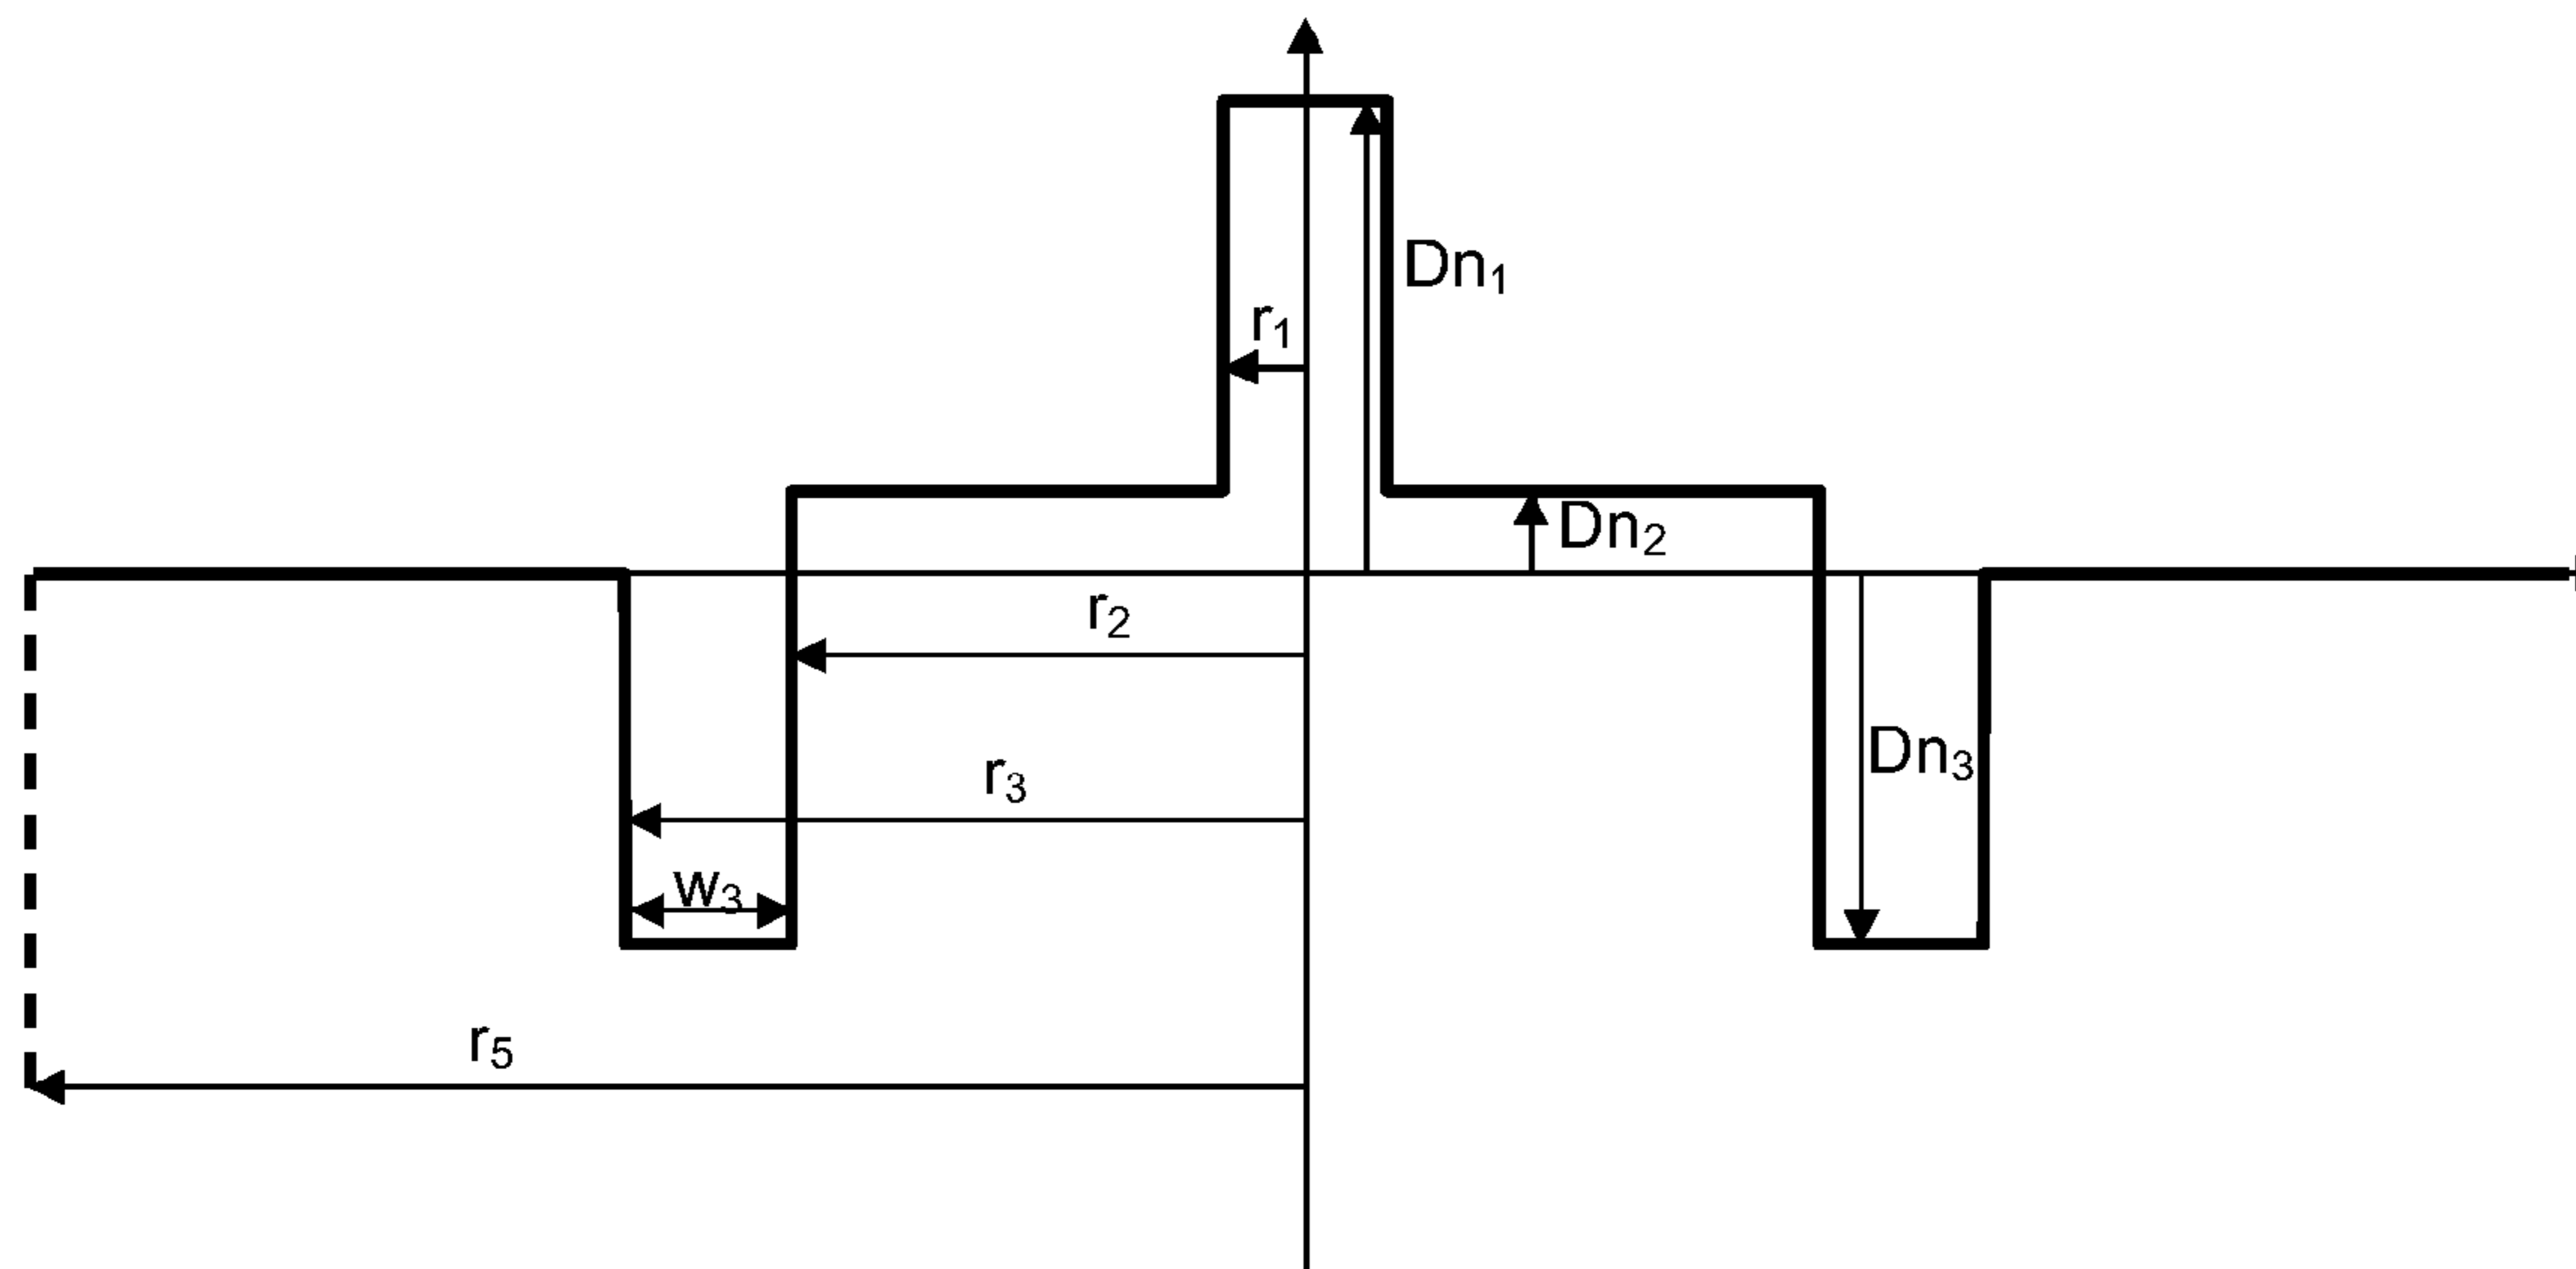 Dn₁
r₁
Dn₂
r₂
Dn₃
r₃
w₃
r₅